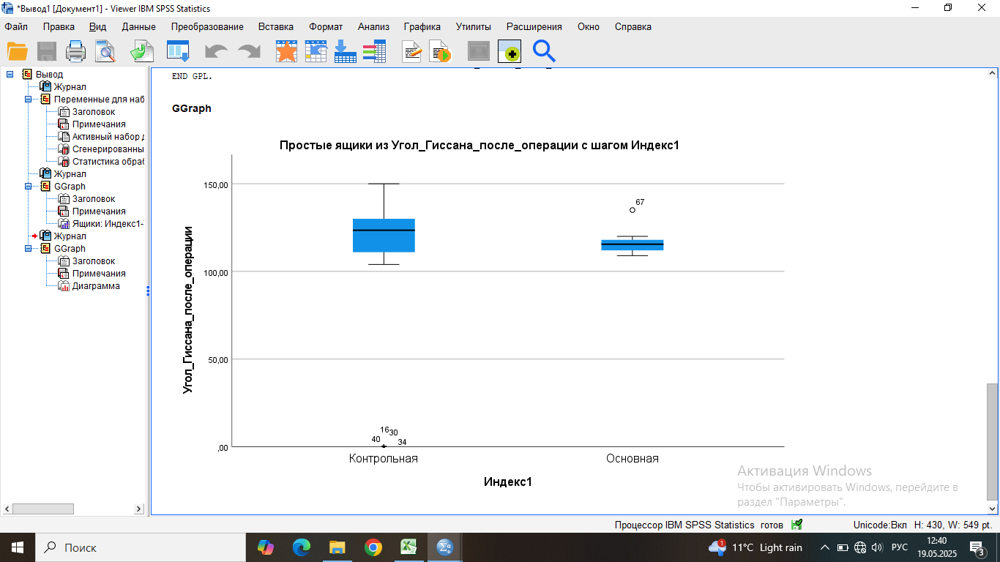 *Вывод1 [Документ1] - Viewer IBM SPSS Statistics
Файл Правка Вид Данные Преобразование Вставка Формат Анализ Графика Утилиты Расширения Окно Справка
Вывод
Журнал
Переменные для наб
Заголовок
Примечания
Активный набор д
Сгенерированны
Статистика обраб
Журнал
GGraph
Заголовок
Примечания
Ящики: Индекс1-
Журнал
GGraph
Заголовок
Примечания
Диаграмма
END GPL.
GGraph
Простые ящики из Угол_Гиссана_после_операции с шагом Индекс1
Угол_Гиссана_после_операции
150,00
100,00
50,00
,00
67
16
30
40
34
Контрольная
Основная
Индекс1
Активация Windows
Чтобы активировать Windows, перейдите в
раздел "Параметры".
Процессор IBM SPSS Statistics готов Unicode:Вкл H: 430, W: 549 pt.
Поиск
1
11°C Light rain
РУС
12:40
19.05.2025
3